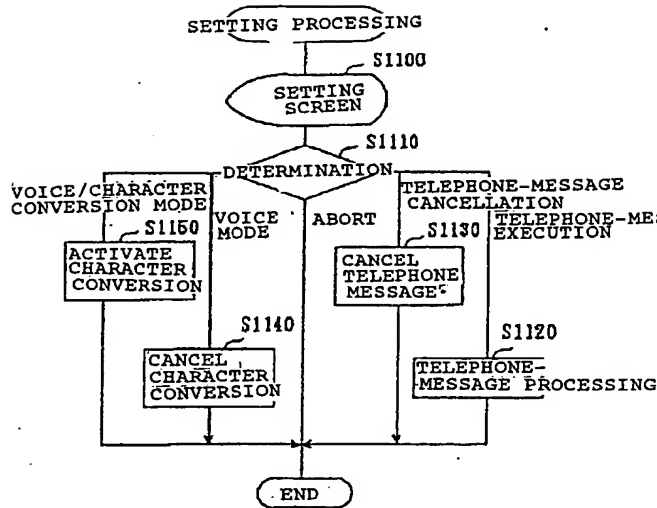 SETTING PROCESSING
S1100
SETTING
SCREEN
S1110
DETERMINATION
VOICE/CHARACTER
CONVERSION MODE
VOICE
MODE
ABORT
TELEPHONE-MESSAGE
CANCELLATION
TELEPHONE-MES
EXECUTION
S1150
ACTIVATE
CHARACTER
CONVERSION
S1130
CANCEL
TELEPHONE
MESSAGE
S1140
CANCEL
CHARACTER
CONVERSION
S1120
TELEPHONE-
MESSAGE PROCESSING
END